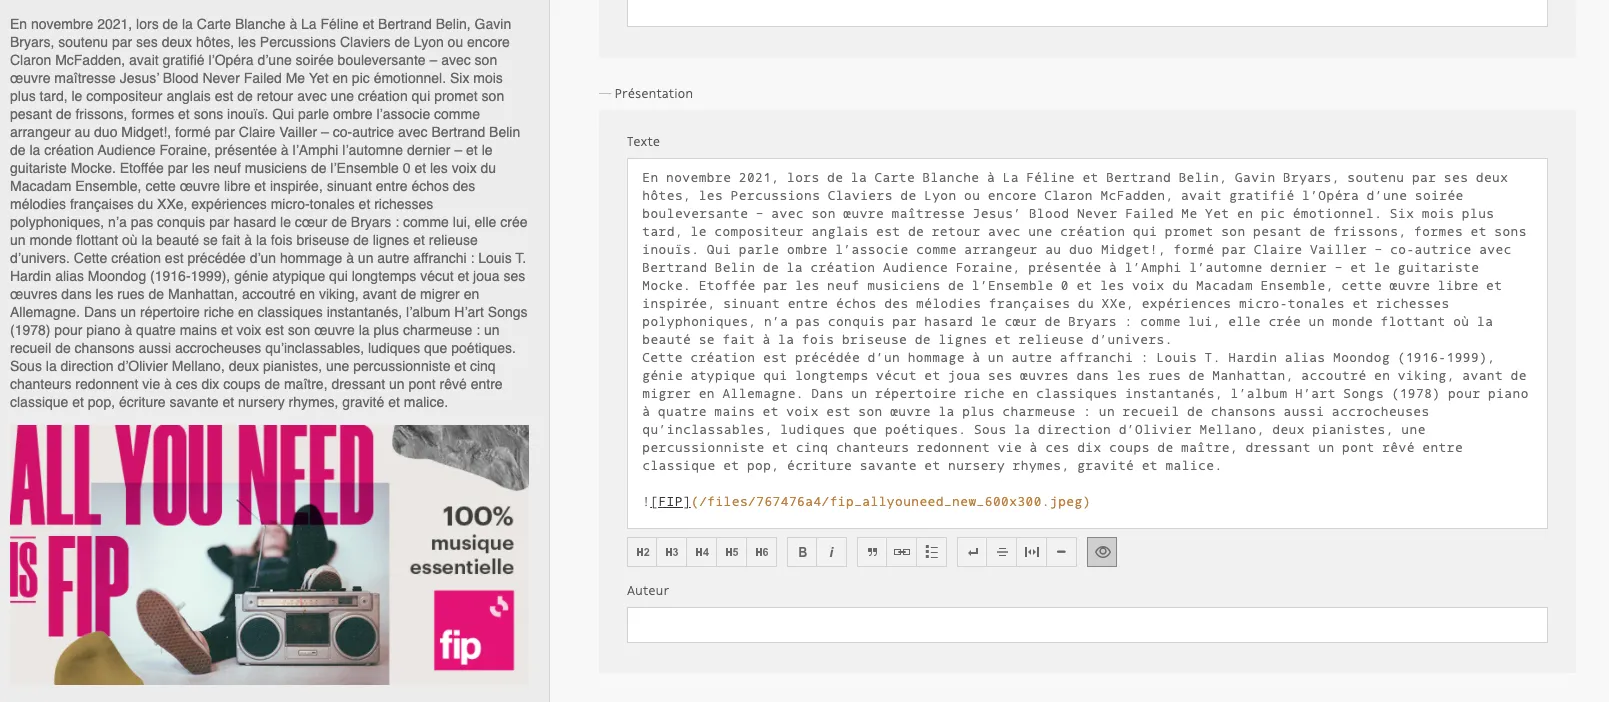 En novembre 2021, lors de la Carte Blanche à La Féline et Bertrand Belin, Gavin
Bryars, soutenu par ses deux hôtes, les Percussions Claviers de Lyon ou encore
Claron McFadden, avait gratifié l’Opéra d’une soirée bouleversante – avec son
œuvre maîtresse Jesus’ Blood Never Failed Me Yet en pic émotionnel. Six mois
plus tard, le compositeur anglais est de retour avec une création qui promet son
pesant de frissons, formes et sons inouïs. Qui parle ombre l’associe comme
arrangeur au duo Midget!, formé par Claire Vailler – co-autrice avec Bertrand Belin
de la création Audience Foraine, présentée à l’Amphi l’automne dernier – et le
guitariste Mocke. Etoffée par les neuf musiciens de l’Ensemble 0 et les voix du
Macadam Ensemble, cette œuvre libre et inspirée, sinuant entre échos des
mélodies françaises du XXe, expériences micro-tonales et richesses
polyphoniques, n’a pas conquis par hasard le cœur de Bryars : comme lui, elle crée
un monde flottant où la beauté se fait à la fois briseuse de lignes et relieuse
d’univers. Cette création est précédée d’un hommage à un autre affranchi : Louis T.
Hardin alias Moondog (1916-1999), génie atypique qui longtemps vécut et joua ses
œuvres dans les rues de Manhattan, accoutré en viking, avant de migrer en
Allemagne. Dans un répertoire riche en classiques instantanés, l’album H’art Songs
(1978) pour piano à quatre mains et voix est son œuvre la plus charmeuse : un
recueil de chansons aussi accrocheuses qu’inclassables, ludiques que poétiques.
Sous la direction d’Olivier Mellano, deux pianistes, une percussionniste et cinq
chanteurs redonnent vie à ces dix coups de maître, dressant un pont rêvé entre
classique et pop, écriture savante et nursery rhymes, gravité et malice.
ALL YOU NEED
IS FIP
100%
musique
essentielle
fip
Présentation
Texte
En novembre 2021, lors de la Carte Blanche à La Féline et Bertrand Belin, Gavin Bryars, soutenu par ses deux
hôtes, les Percussions Claviers de Lyon ou encore Claron McFadden, avait gratifié l’Opéra d’une soirée
bouleversante – avec son œuvre maîtresse Jesus’ Blood Never Failed Me Yet en pic émotionnel. Six mois plus
tard, le compositeur anglais est de retour avec une création qui promet son pesant de frissons, formes et sons
inouïs. Qui parle ombre l’associe comme arrangeur au duo Midget!, formé par Claire Vailler – co-autrice avec
Bertrand Belin de la création Audience Foraine, présentée à l’Amphi l’automne dernier – et le guitariste
Mocke. Etoffée par les neuf musiciens de l’Ensemble 0 et les voix du Macadam Ensemble, cette œuvre libre et
inspirée, sinuant entre échos des mélodies françaises du XXe, expériences micro-tonales et richesses
polyphoniques, n’a pas conquis par hasard le cœur de Bryars : comme lui, elle crée un monde flottant où la
beauté se fait à la fois briseuse de lignes et relieuse d’univers.
Cette création est précédée d’un hommage à un autre affranchi : Louis T. Hardin alias Moondog (1916-1999),
génie atypique qui longtemps vécut et joua ses œuvres dans les rues de Manhattan, accoutré en viking, avant de
migrer en Allemagne. Dans un répertoire riche en classiques instantanés, l’album H’art Songs (1978) pour piano
à quatre mains et voix est son œuvre la plus charmeuse : un recueil de chansons aussi accrocheuses
qu’inclassables, ludiques que poétiques. Sous la direction d’Olivier Mellano, deux pianistes, une
percussionniste et cinq chanteurs redonnent vie à ces dix coups de maître, dressant un pont rêvé entre
classique et pop, écriture savante et nursery rhymes, gravité et malice.
![FIP](/files/767476a4/fip_allyouneed_new_600x300.jpeg)
H2 H3 H4 H5 H6 B i
Auteur